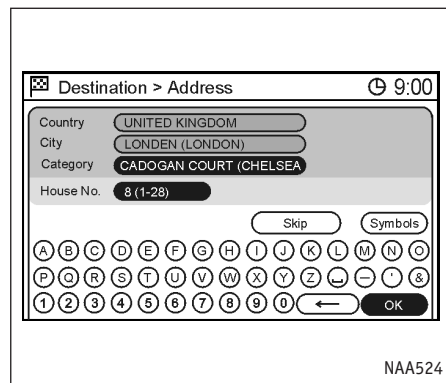 Destination > Address 9:00
Country UNITED KINGDOM
City LONDEN (LONDON)
Category CADOGAN COURT (CHELSEA
House No. 8 (1-28)
Skip Symbols
A B C D E F G H I J K L M N O
P Q R S T U V W X Y Z ␣ – ' &
1 2 3 4 5 6 7 8 9 0 ← OK
NAA524